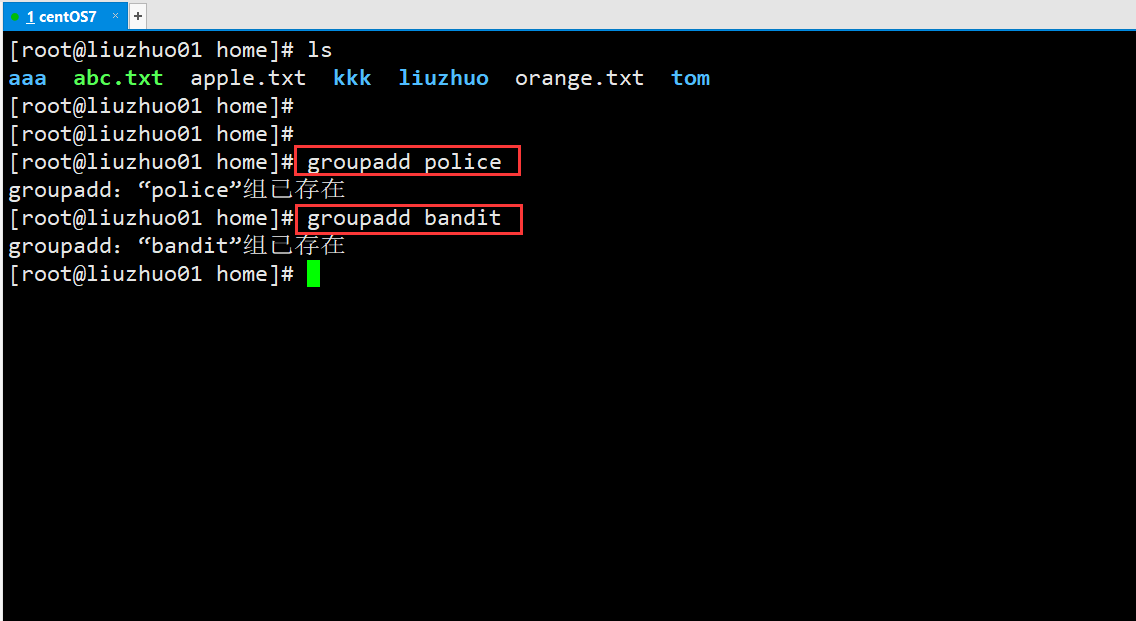 1 centOS7 × +
[root@liuzhuo01 home]# ls
aaa  abc.txt  apple.txt  kkk  liuzhuo  orange.txt  tom
[root@liuzhuo01 home]#
[root@liuzhuo01 home]#
[root@liuzhuo01 home]# groupadd police
groupadd：“police”组已存在
[root@liuzhuo01 home]# groupadd bandit
groupadd：“bandit”组已存在
[root@liuzhuo01 home]#